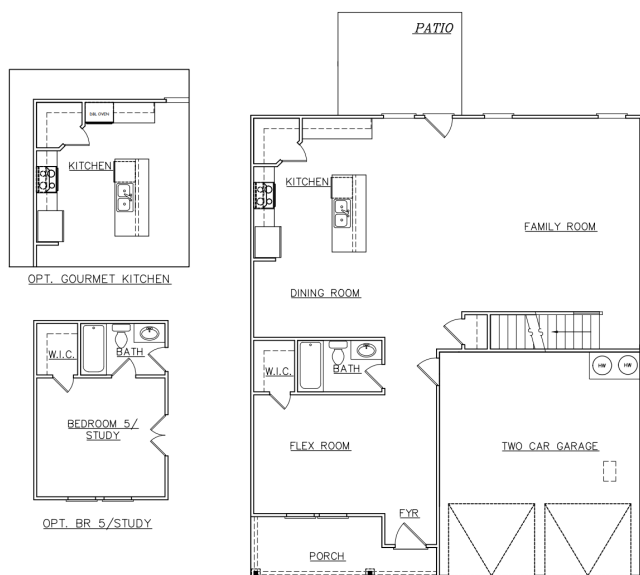 PATIO
DBL OVEN
KITCHEN
OPT. GOURMET KITCHEN
KITCHEN
FAMILY ROOM
DINING ROOM
W.I.C.
BATH
BEDROOM 5/
STUDY
OPT. BR 5/STUDY
W.I.C.
BATH
HW
HW
FLEX ROOM
TWO CAR GARAGE
FYR
PORCH